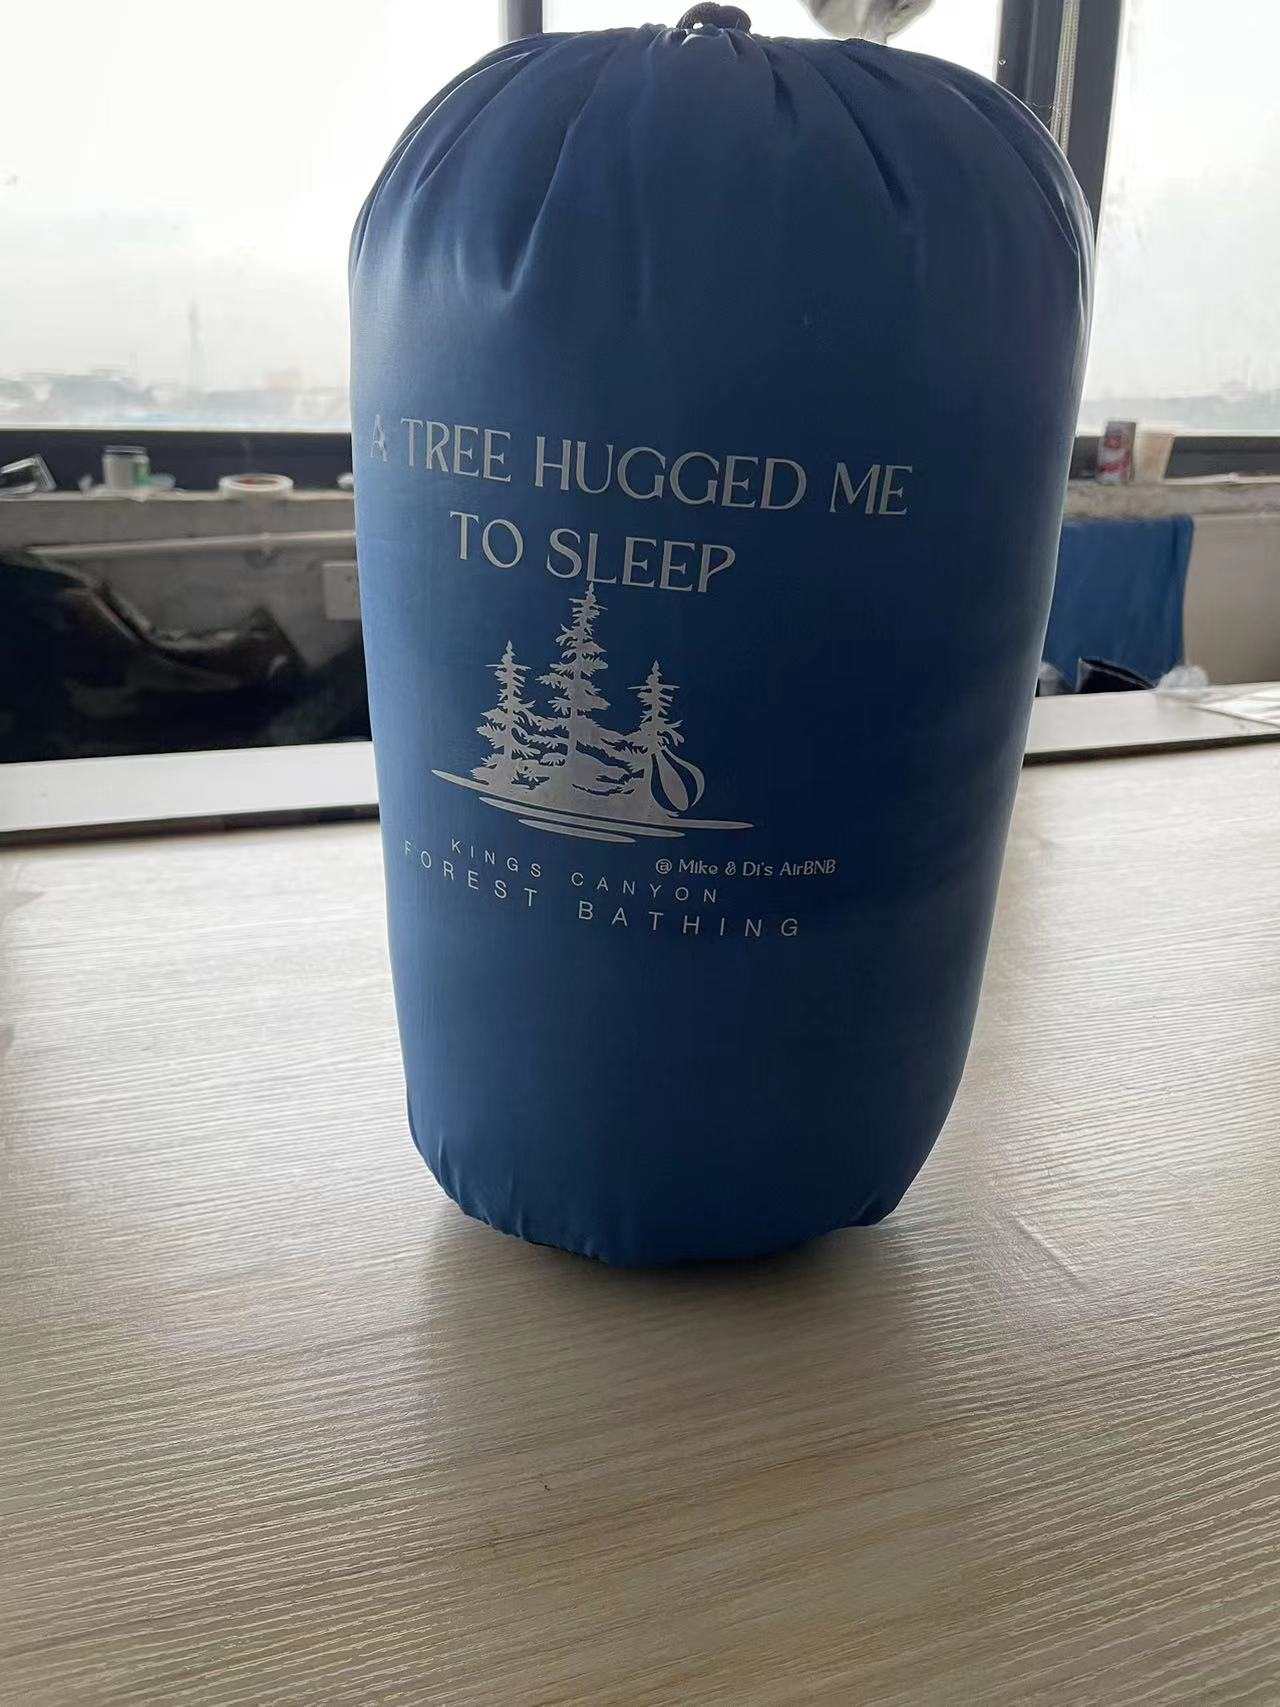 A TREE HUGGED ME
TO SLEEP
KINGS CANYON
@ Mike & Di's AirBNB
FOREST BATHING